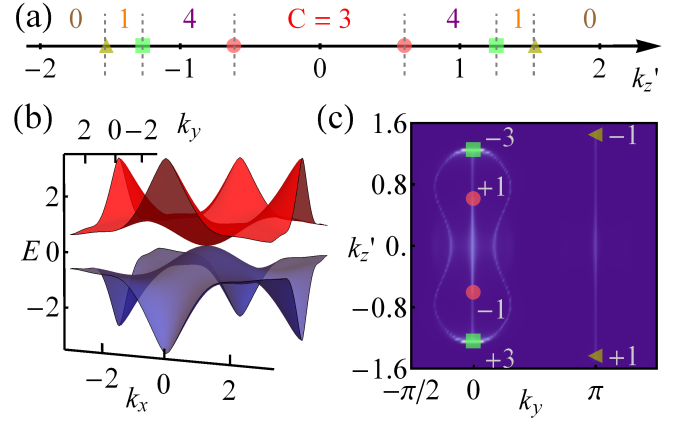 (a) 0 1 4 C = 3 4 1 0
−2 −1 0 1 2 k_z'
(b) 2 0 −2 k_y
2
E 0
−2
−2 0 2
k_x
(c) 1.6 −3 −1
0.8 +1
k_z' 0.
−0.8 −1
−1.6 +3 +1
−π/2 0 k_y π